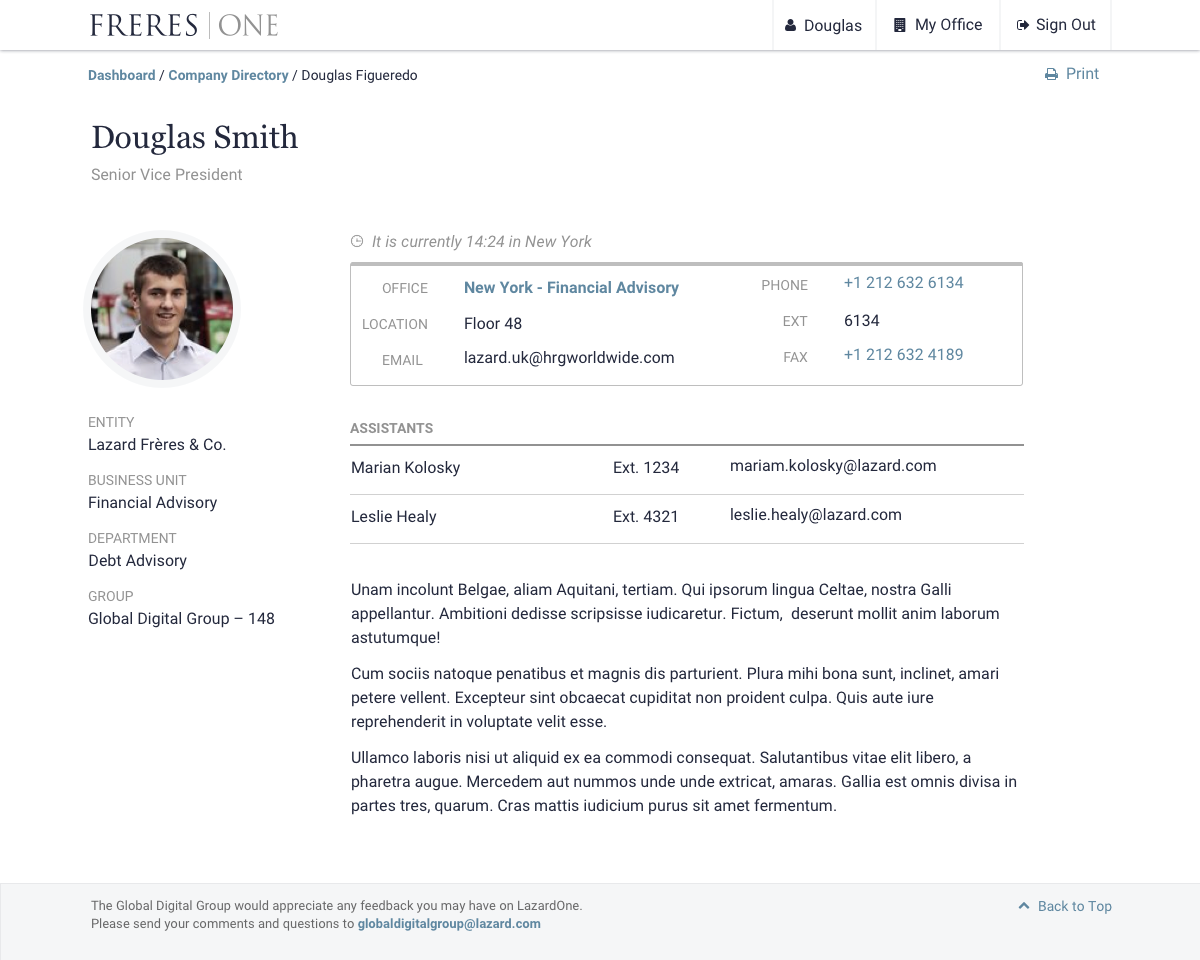 FRERES | ONE
Douglas
My Office
Sign Out
Dashboard / Company Directory / Douglas Figueredo
Print
Douglas Smith
Senior Vice President
It is currently 14:24 in New York
OFFICE New York - Financial Advisory
PHONE +1 212 632 6134
LOCATION Floor 48
EXT 6134
EMAIL lazard.uk@hrgworldwide.com
FAX +1 212 632 4189
ENTITY
Lazard Frères & Co.
BUSINESS UNIT
Financial Advisory
DEPARTMENT
Debt Advisory
GROUP
Global Digital Group – 148
ASSISTANTS
Marian Kolosky Ext. 1234 mariam.kolosky@lazard.com
Leslie Healy Ext. 4321 leslie.healy@lazard.com
Unam incolunt Belgae, aliam Aquitani, tertiam. Qui ipsorum lingua Celtae, nostra Galli
appellantur. Ambitioni dedisse scripsisse iudicaretur. Fictum,  deserunt mollit anim laborum
astutumque!
Cum sociis natoque penatibus et magnis dis parturient. Plura mihi bona sunt, inclinet, amari
petere vellent. Excepteur sint obcaecat cupiditat non proident culpa. Quis aute iure
reprehenderit in voluptate velit esse.
Ullamco laboris nisi ut aliquid ex ea commodi consequat. Salutantibus vitae elit libero, a
pharetra augue. Mercedem aut nummos unde unde extricat, amaras. Gallia est omnis divisa in
partes tres, quarum. Cras mattis iudicium purus sit amet fermentum.
The Global Digital Group would appreciate any feedback you may have on LazardOne.
Please send your comments and questions to globaldigitalgroup@lazard.com
Back to Top